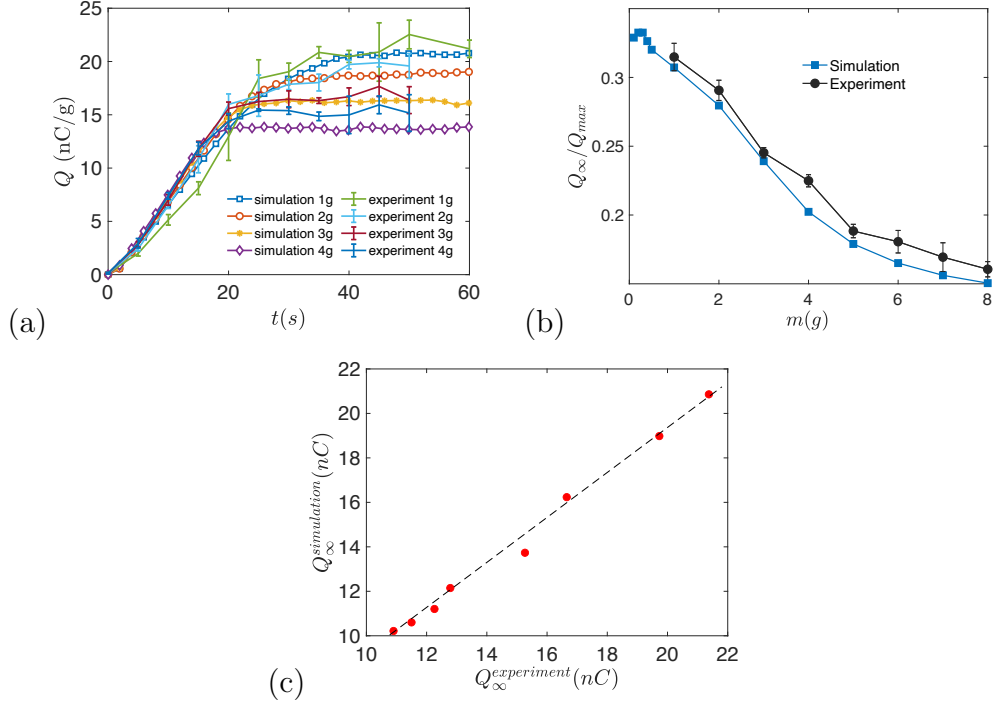 25
20
15
10
5
0
Q (nC/g)
0 20 40 60
t(s)
simulation 1g
simulation 2g
simulation 3g
simulation 4g
experiment 1g
experiment 2g
experiment 3g
experiment 4g
(a)
0.3
0.25
0.2
Q∞/Qmax
0 2 4 6 8
m(g)
Simulation
Experiment
(b)
22
20
18
16
14
12
10
Q∞^simulation (nC)
10 12 14 16 18 20 22
Q∞^experiment (nC)
(c)